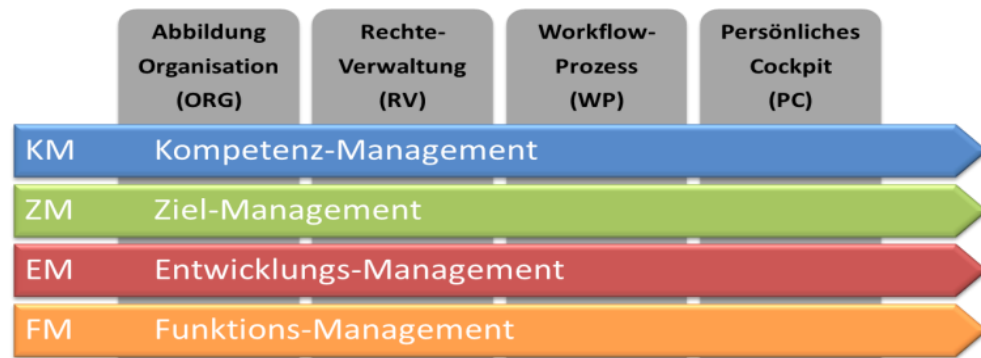 Abbildung
Organisation
(ORG)
Rechte-
Verwaltung
(RV)
Workflow-
Prozess
(WP)
Persönliches
Cockpit
(PC)
KM Kompetenz-Management
ZM Ziel-Management
EM Entwicklungs-Management
FM Funktions-Management